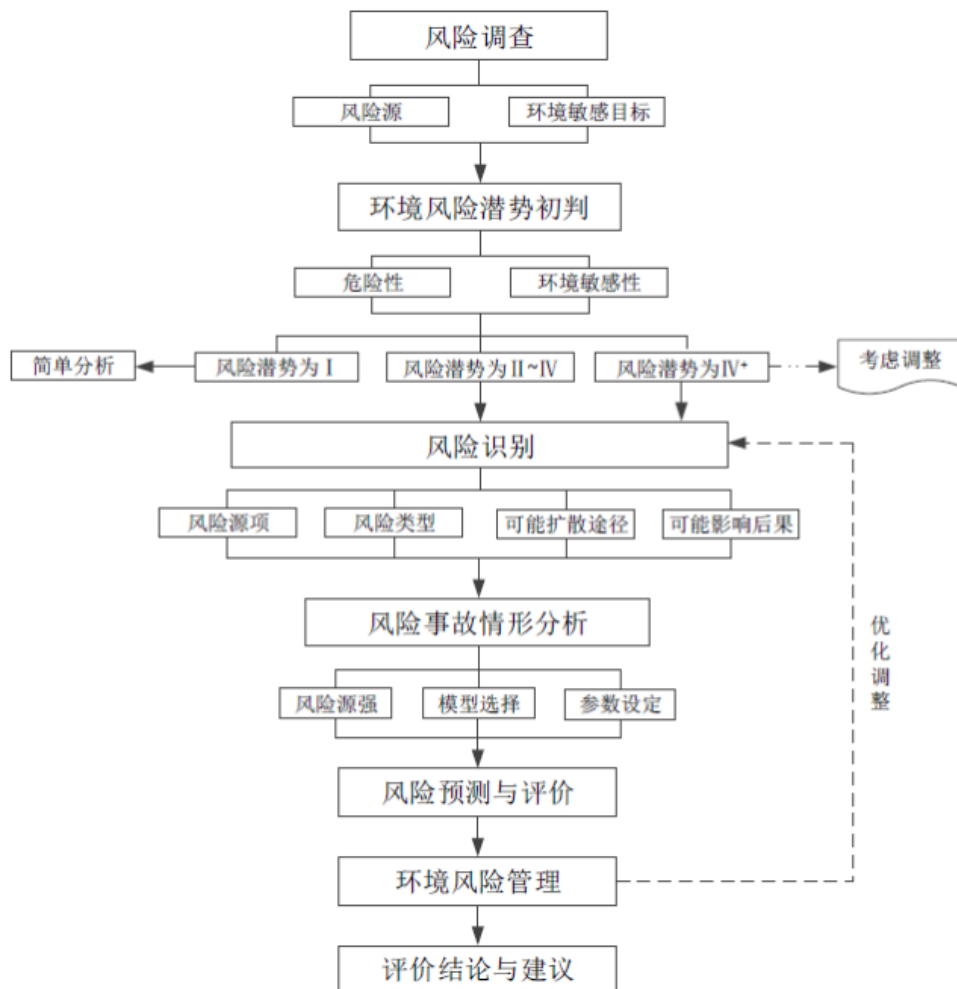 风险调查
风险源
环境敏感目标
环境风险潜势初判
危险性
环境敏感性
简单分析
风险潜势为Ⅰ
风险潜势为Ⅱ~Ⅳ
风险潜势为Ⅳ⁺
考虑调整
风险识别
风险源项
风险类型
可能扩散途径
可能影响后果
风险事故情形分析
优化调整
风险源强
模型选择
参数设定
风险预测与评价
环境风险管理
评价结论与建议